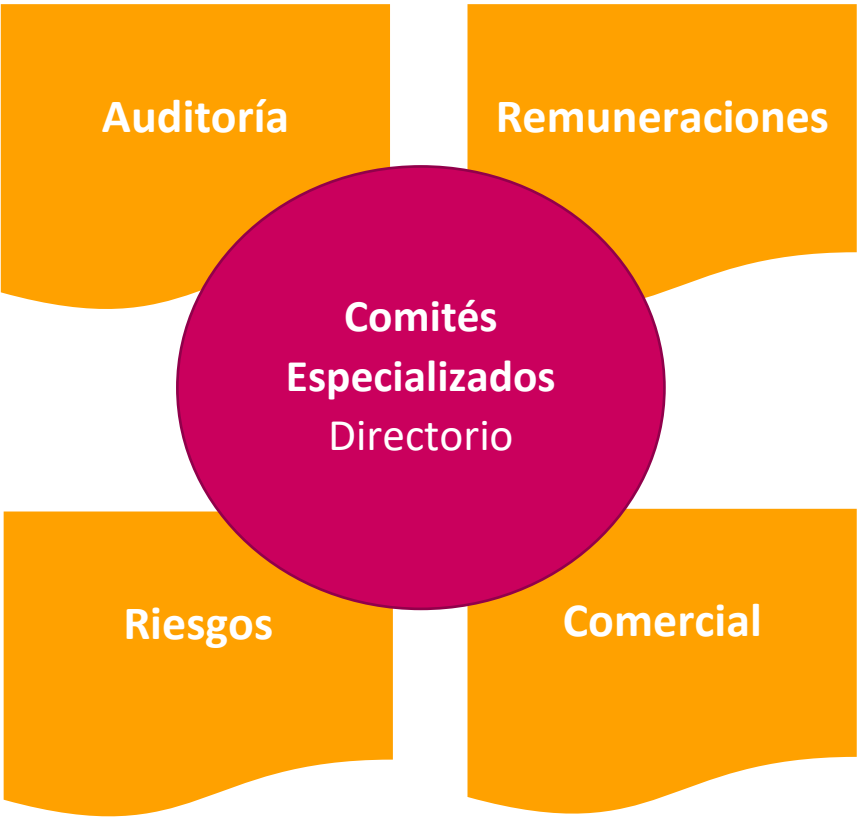 Auditoría
Remuneraciones
Comités
Especializados
Directorio
Riesgos
Comercial